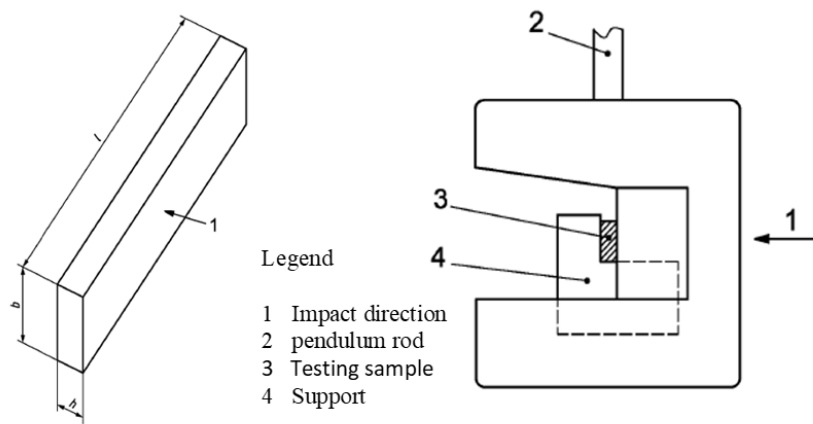 l
1
b
h
Legend
1 Impact direction
2 pendulum rod
3 Testing sample
4 Support
2
3
4
1